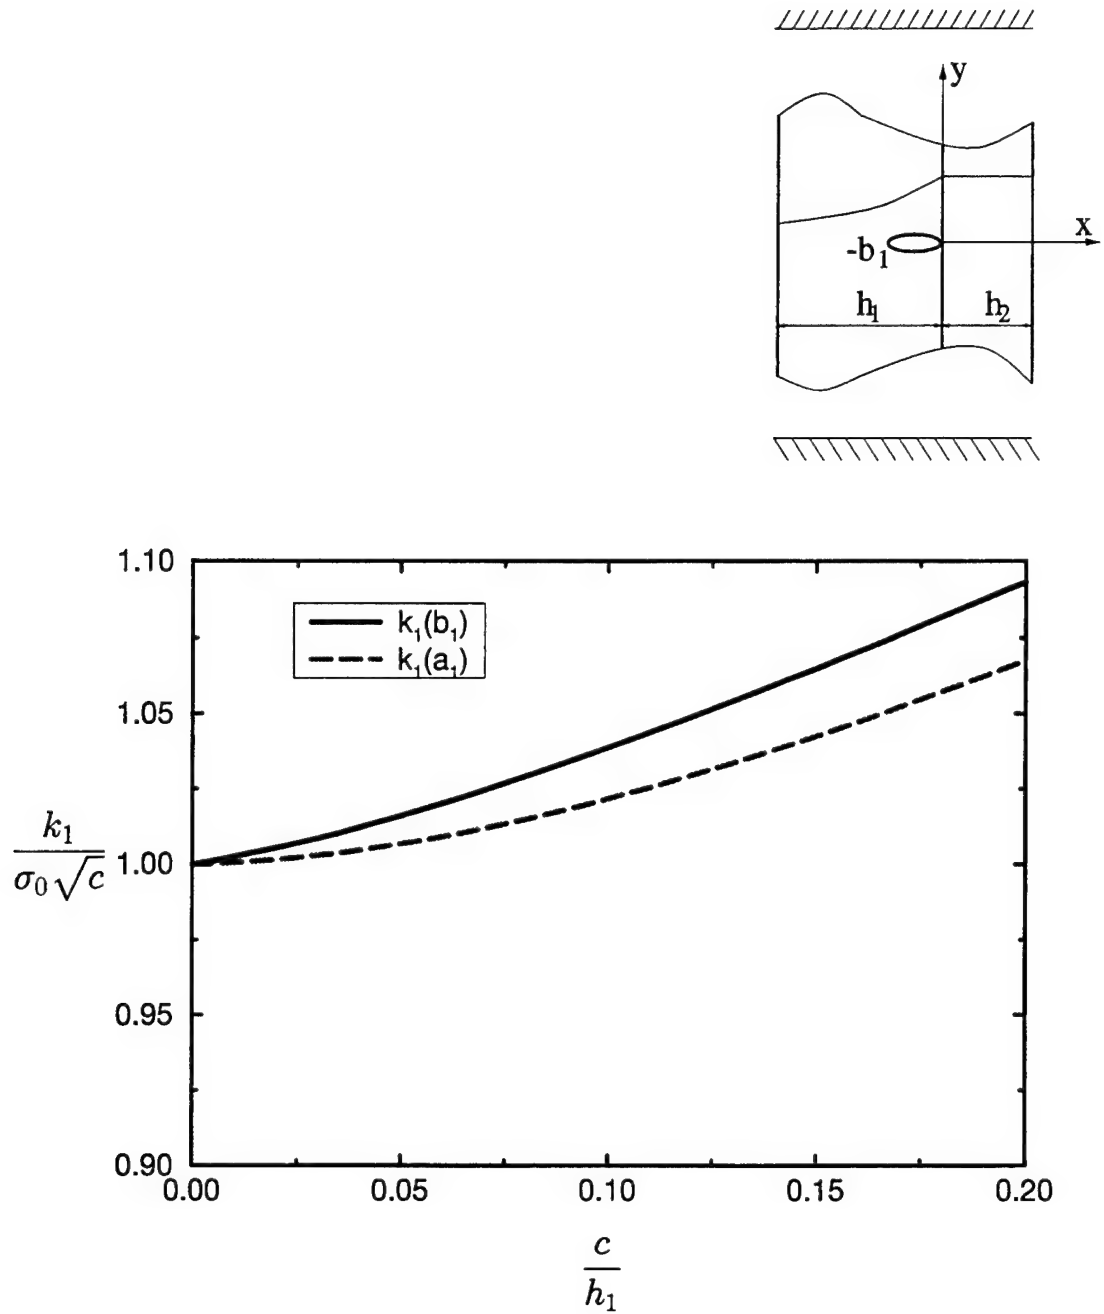 y
x
-b₁
h₁ h₂
1.10
k₁(b₁)
k₁(a₁)
1.05
k₁
σ₀√c
1.00
0.95
0.90
0.00 0.05 0.10 0.15 0.20
c
h₁